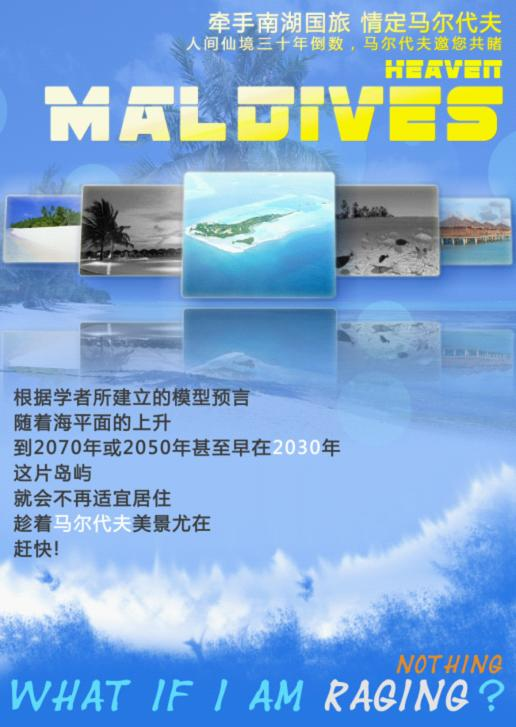 牵手南湖国旅 情定马尔代夫
人间仙境三十年倒数，马尔代夫邀您共睹
HEAVEN
MALDIVES
根据学者所建立的模型预言
随着海平面的上升
到2070年或2050年甚至早在2030年
这片岛屿
就会不再适宜居住
趁着马尔代夫美景尤在
赶快!
NOTHING
WHAT IF I AM RAGING?